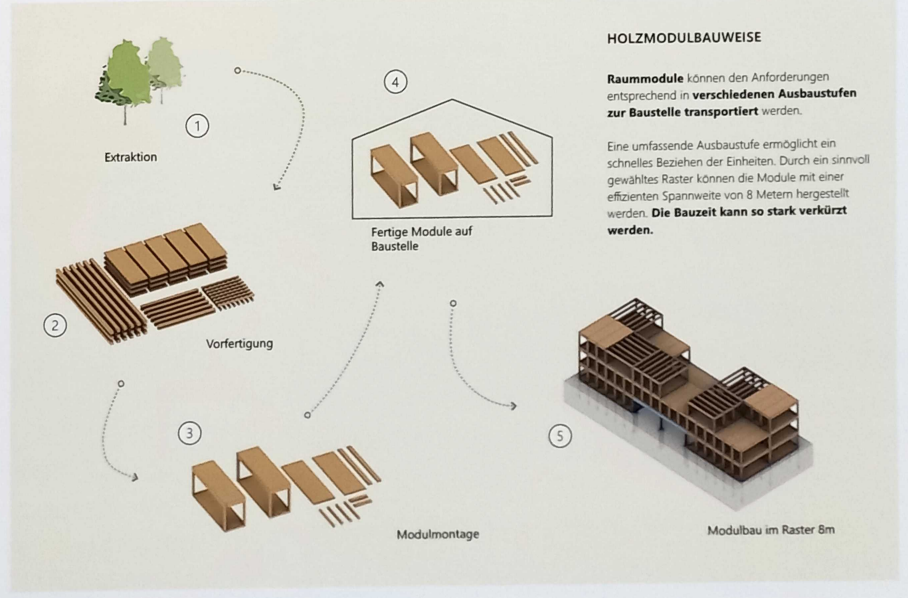 HOLZMODULBAUWEISE
Raummodule können den Anforderungen
entsprechend in verschiedenen Ausbaustufen
zur Baustelle transportiert werden.
Eine umfassende Ausbaustufe ermöglicht ein
schnelles Beziehen der Einheiten. Durch ein sinnvoll
gewähltes Raster können die Module mit einer
effizienten Spannweite von 8 Metern hergestellt
werden. Die Bauzeit kann so stark verkürzt
werden.
1
Extraktion
2
Vorfertigung
3
Modulmontage
4
Fertige Module auf
Baustelle
5
Modulbau im Raster 8m